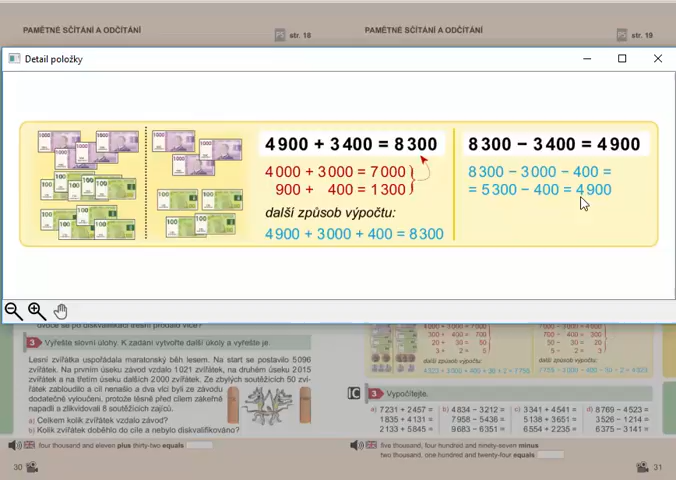 PAMĚTNÉ SČÍTÁNÍ A ODČÍTÁNÍ
PS str. 18
PAMĚTNÉ SČÍTÁNÍ A ODČÍTÁNÍ
PS str. 19
Detail položky
4 900 + 3 400 = 8 300
4 000 + 3 000 = 7 000
900 + 400 = 1 300
další způsob výpočtu:
4 900 + 3 000 + 400 = 8 300
8 300 − 3 400 = 4 900
8 300 − 3 000 − 400 =
= 5 300 − 400 = 4 900
3 Vyřešte slovní úlohy. K zadání vytvořte další úkoly a vyřešte je.
Lesní zvířátka uspořádala maratonský běh lesem. Na start se postavilo 5 096
zvířátek. Na prvním úseku závod vzdalo 1 021 zvířátek, na druhém úseku 2 015
zvířátek a na třetím úseku dalších 2 000 zvířátek. Ze zbylých soutěžících 50 zví-
řátek zabloudilo a cíl nenašlo a dva vlci byli ze závodu
dodatečně vyloučeni, protože těsně před cílem zákeřně
napadli a zlikvidovali 8 soutěžících zajíců.
a) Celkem kolik zvířátek vzdalo závod?
b) Kolik zvířátek doběhlo do cíle a nebylo diskvalifikováno?
four thousand and eleven plus thirty-two equals
30
další způsob výpočtu:
další způsob výpočtu:
3 Vypočítejte.
a) 7 231 + 2 457 =
1 835 + 4 131 =
2 133 + 5 845 =
b) 4 834 − 3 212 =
7 958 − 5 736 =
9 683 − 6 351 =
c) 3 341 + 4 541 =
5 138 + 3 651 =
6 554 + 2 235 =
d) 8 769 − 4 523 =
3 526 − 1 214 =
6 375 − 3 141 =
five thousand, four hundrid and ninety-seven minus
two thousand, one hundred and twenty-four equals
31